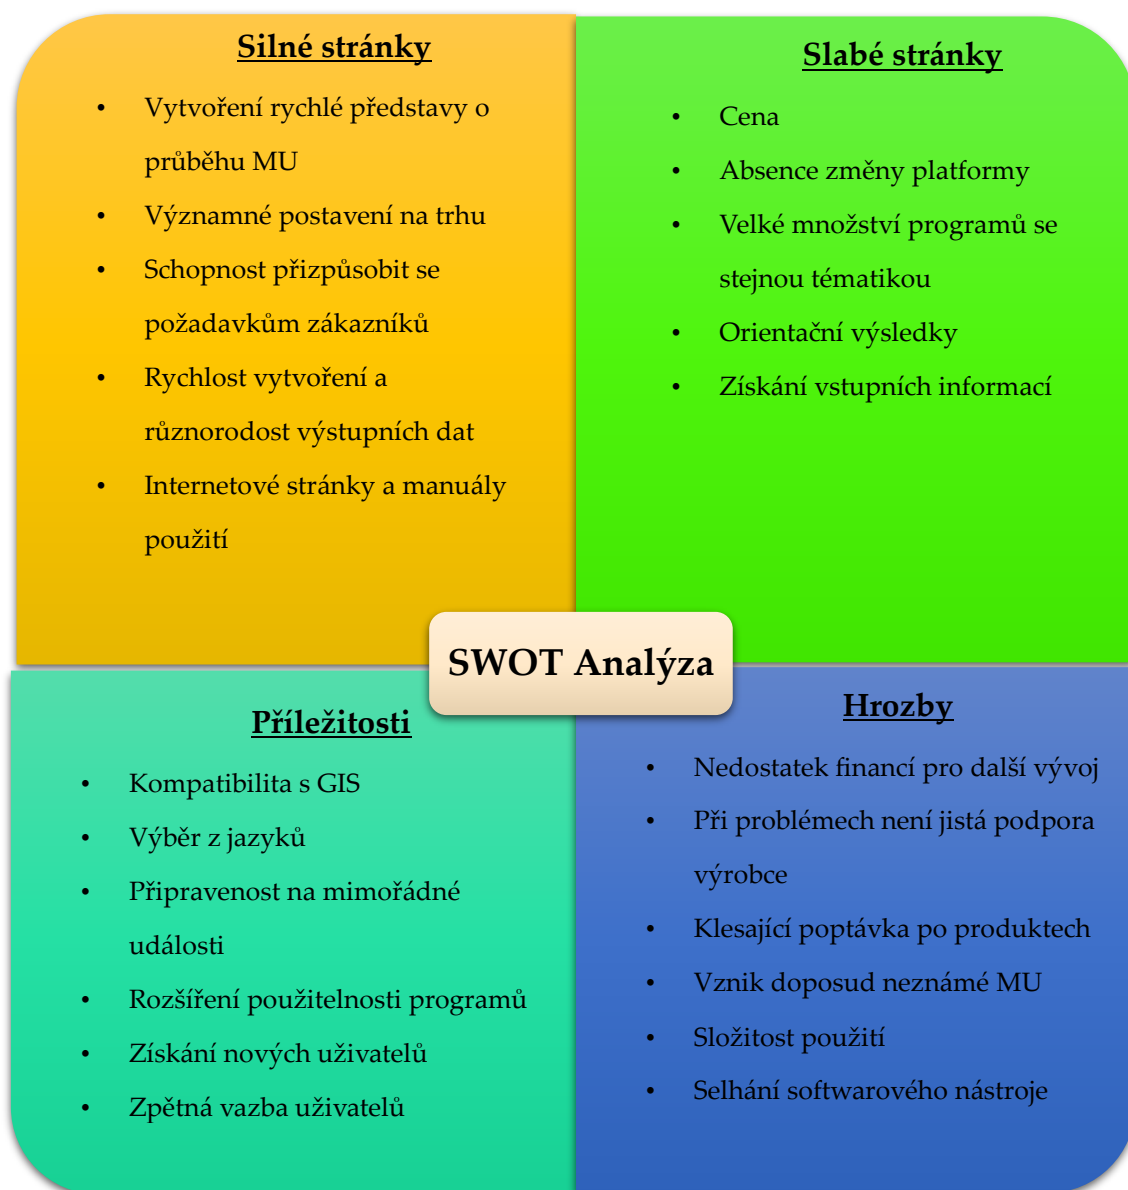 Silné stránky
• Vytvoření rychlé představy o
průběhu MU
• Významné postavení na trhu
• Schopnost přizpůsobit se
požadavkům zákazníků
• Rychlost vytvoření a
různorodost výstupních dat
• Internetové stránky a manuály
použití
Slabé stránky
• Cena
• Absence změny platformy
• Velké množství programů se
stejnou tématikou
• Orientační výsledky
• Získání vstupních informací
SWOT Analýza
Příležitosti
• Kompatibilita s GIS
• Výběr z jazyků
• Připravenost na mimořádné
události
• Rozšíření použitelnosti programů
• Získání nových uživatelů
• Zpětná vazba uživatelů
Hrozby
• Nedostatek financí pro další vývoj
• Při problémech není jistá podpora
výrobce
• Klesající poptávka po produktech
• Vznik doposud neznámé MU
• Složitost použití
• Selhání softwarového nástroje